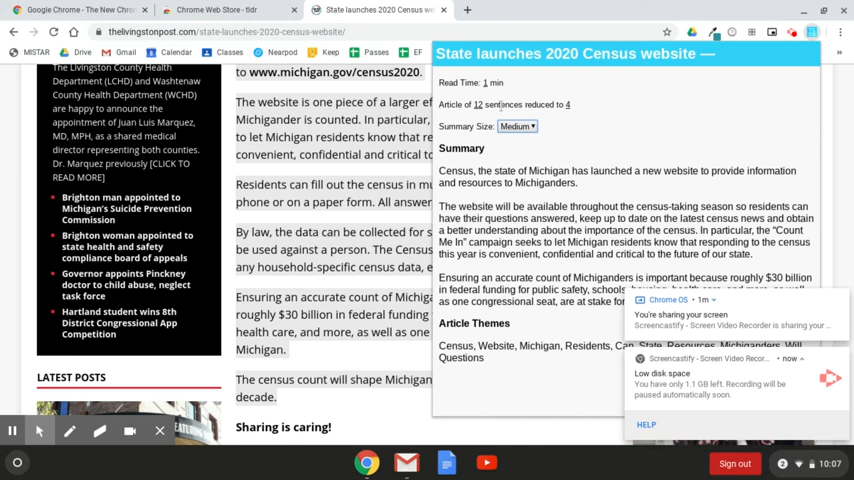 Google Chrome - The New Chron
Chrome Web Store - tldr
State launches 2020 Census we
thelivingstonpost.com/state-launches-2020-census-website/
MISTAR
Drive
Gmail
Calendar
Classes
Nearpod
Keep
Passes
EF
The Livingston County Health
Department (LCHD) and Washtenaw
County Health Department (WCHD)
are happy to announce the
appointment of Juan Luis Marquez,
MD, MPH, as a shared medical
director representing both counties.
Dr. Marquez previously [CLICK TO
READ MORE]
Brighton man appointed to
Michigan's Suicide Prevention
Commission
Brighton woman appointed to
state health and safety
compliance board of appeals
Governor appoints Pinckney
doctor to child abuse, neglect
task force
Hartland student wins 8th
District Congressional App
Competition
LATEST POSTS
to www.michigan.gov/census2020.
The website is one piece of a larger ef
Michigander is counted. In particular,
to let Michigan residents know that re
convenient, confidential and critical to
Residents can fill out the census in mu
phone or on a paper form. All answer
By law, the data can be collected for s
be used against a person. The Census
any household-specific census data, e
Ensuring an accurate count of Michiga
roughly $30 billion in federal funding
health care, and more, as well as one
Michigan.
The census count will shape Michigan
decade.
Sharing is caring!
State launches 2020 Census website —
Read Time: 1 min
Article of 12 sentences reduced to 4
Summary Size: Medium
Summary
Census, the state of Michigan has launched a new website to provide information
and resources to Michiganders.
The website will be available throughout the census-taking season so residents can
have their questions answered, keep up to date on the latest census news and obtain
a better understanding about the importance of the census. In particular, the “Count
Me In” campaign seeks to let Michigan residents know that responding to the census
this year is convenient, confidential and critical to the future of our state.
Ensuring an accurate count of Michiganders is important because roughly $30 billion
in federal funding for public safety, schools, housing, health care, and more, as well
as one congressional seat, are at stake for
Article Themes
Census, Website, Michigan, Residents, Can, State, Resources, Michiganders, Will,
Questions
Chrome OS • 1m
You're sharing your screen
Screencastify - Screen Video Recorder is sharing your ...
Screencastify - Screen Video Recor... • now
Low disk space
You have only 1.1 GB left. Recording will be
paused automatically soon.
HELP
Sign out
2
10:07